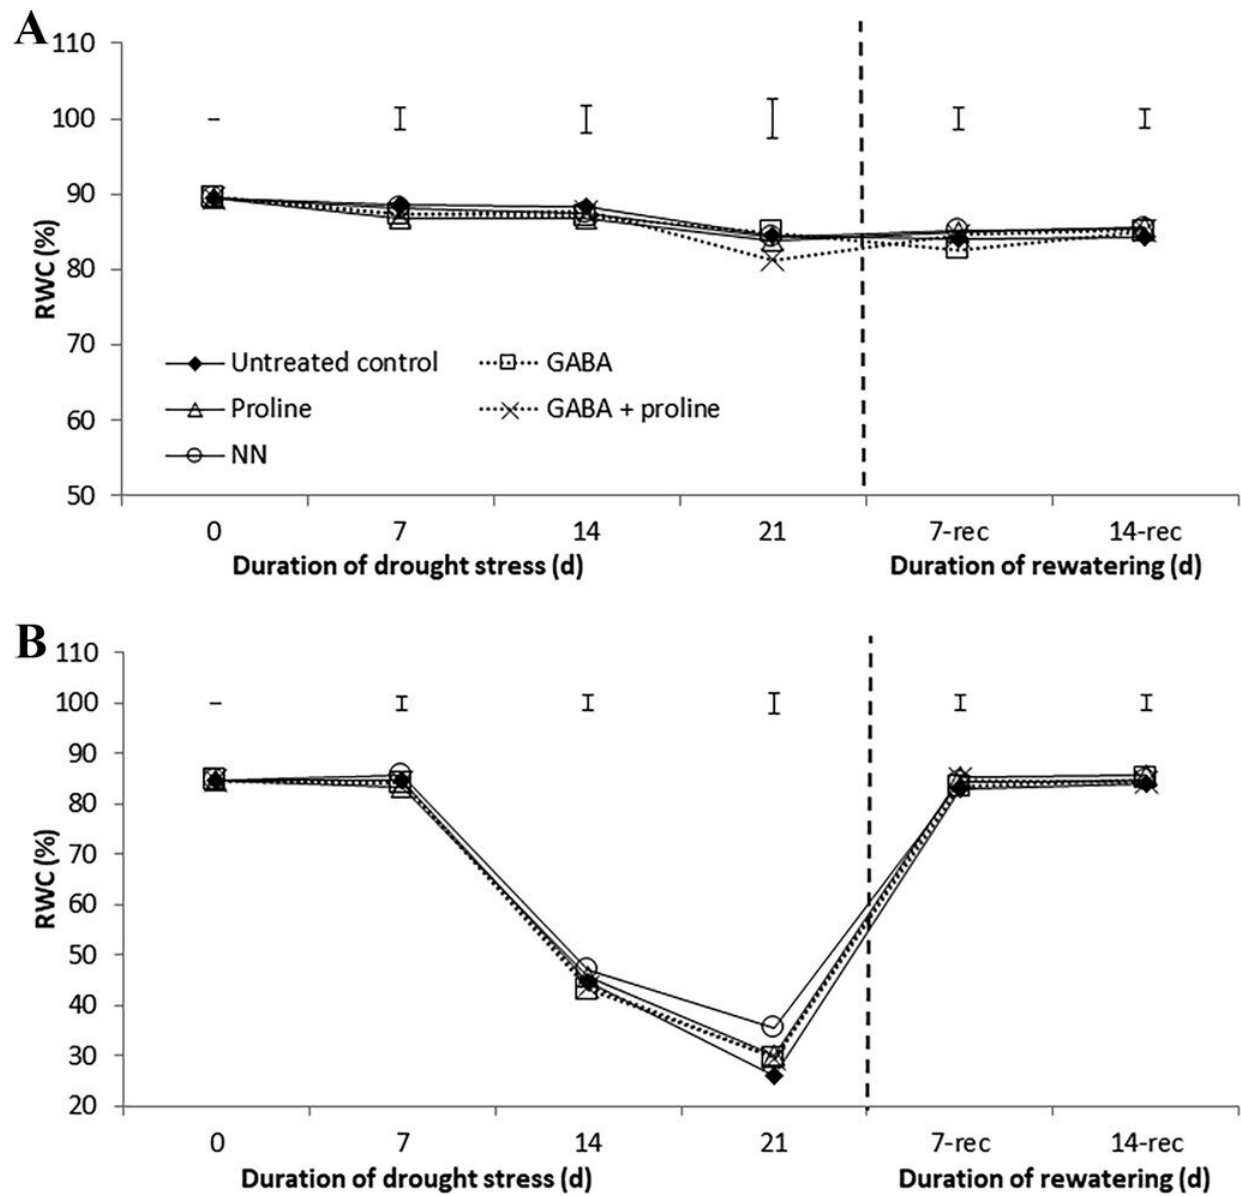 A
110
100
90
80
70
60
50
RWC (%)
Untreated control
GABA
Proline
GABA + proline
NN
0 7 14 21 7-rec 14-rec
Duration of drought stress (d) Duration of rewatering (d)
B
110
100
90
80
70
60
50
40
30
20
RWC (%)
0 7 14 21 7-rec 14-rec
Duration of drought stress (d) Duration of rewatering (d)